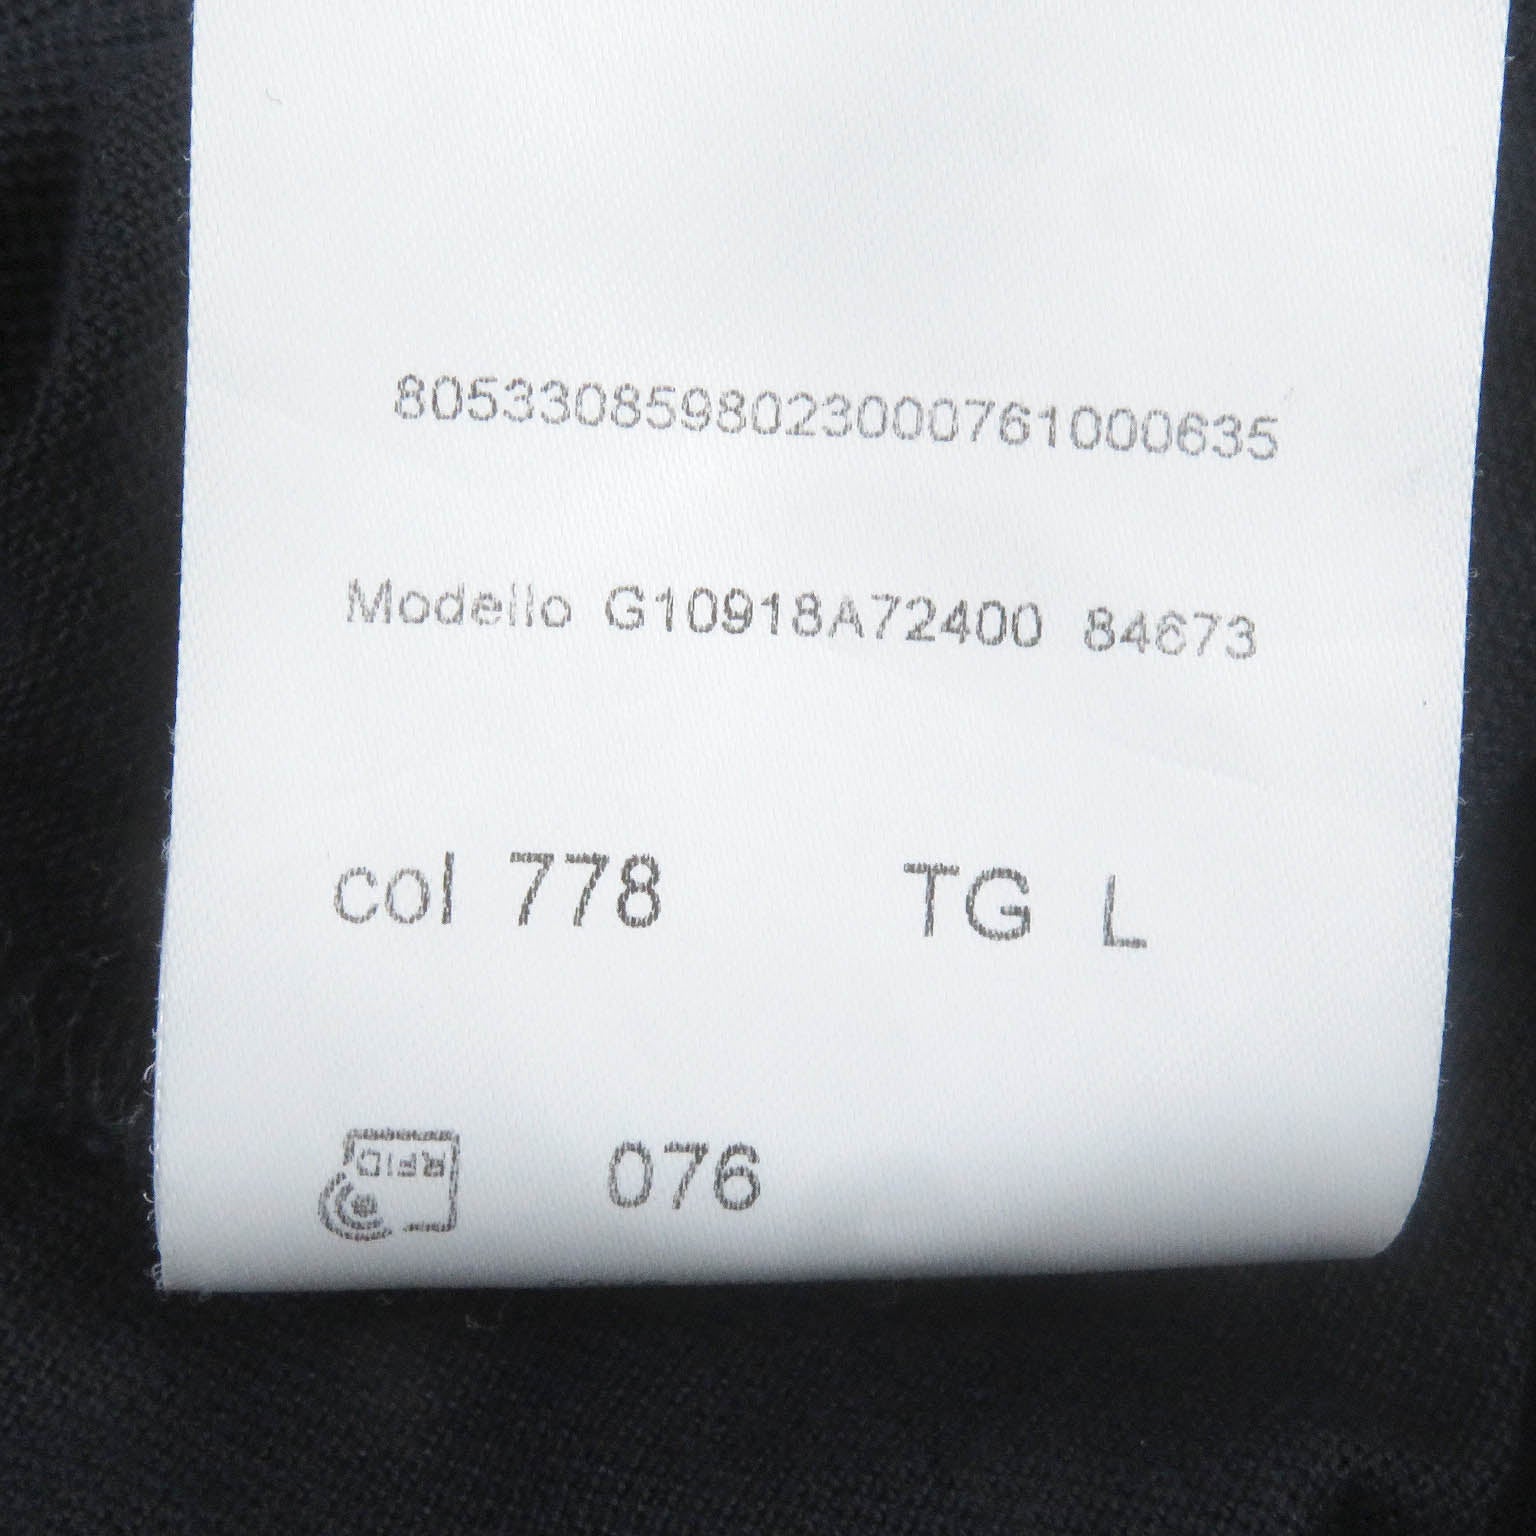 8053308598023000761000635
Modello G10918A72400 84673
col 778 TG L
RFID 076